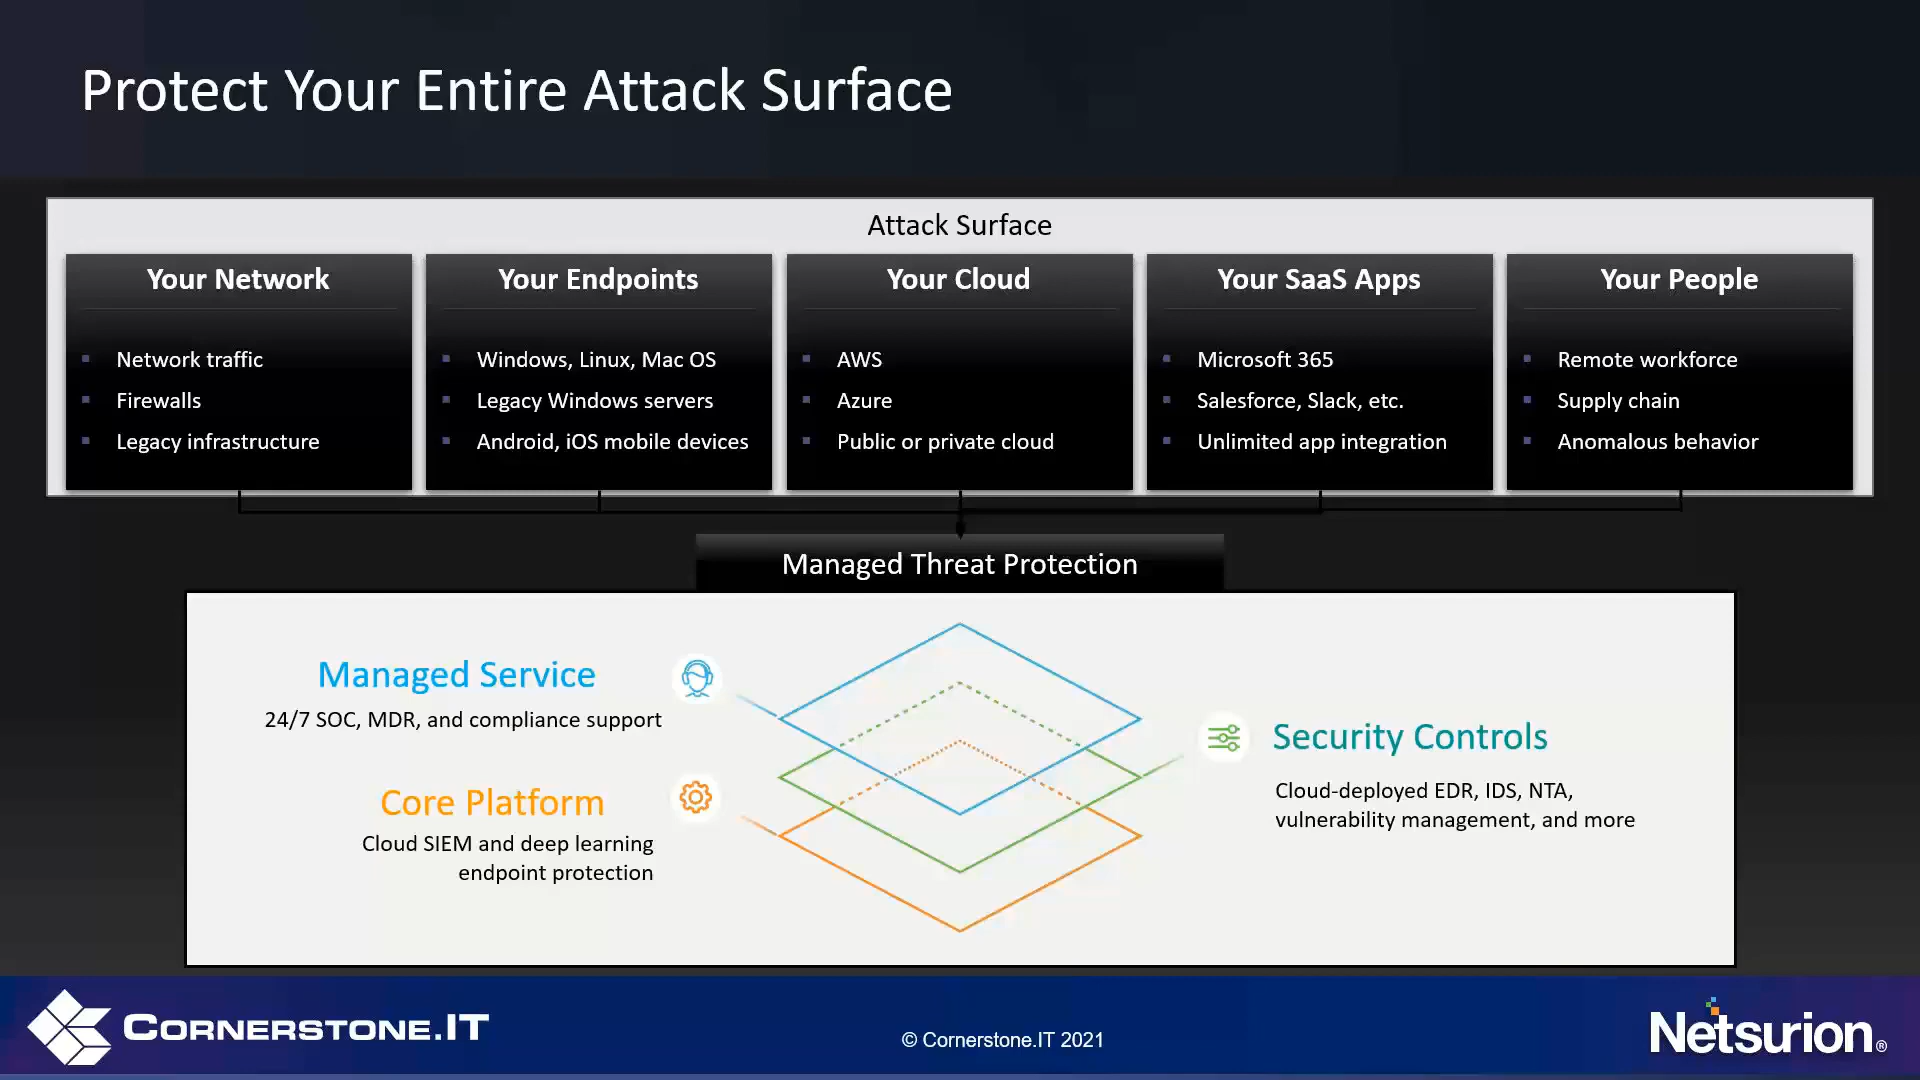 Protect Your Entire Attack Surface
Attack Surface
Your Network
Network traffic
Firewalls
Legacy infrastructure
Your Endpoints
Windows, Linux, Mac OS
Legacy Windows servers
Android, iOS mobile devices
Your Cloud
AWS
Azure
Public or private cloud
Your SaaS Apps
Microsoft 365
Salesforce, Slack, etc.
Unlimited app integration
Your People
Remote workforce
Supply chain
Anomalous behavior
Managed Threat Protection
Managed Service
24/7 SOC, MDR, and compliance support
Core Platform
Cloud SIEM and deep learning
endpoint protection
Security Controls
Cloud-deployed EDR, IDS, NTA,
vulnerability management, and more
CORNERSTONE.IT
© Cornerstone.IT 2021
Netsurion®